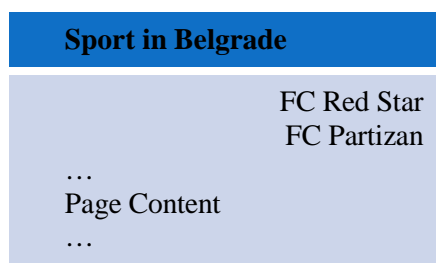 Sport in Belgrade
FC Red Star
FC Partizan
…
Page Content
…